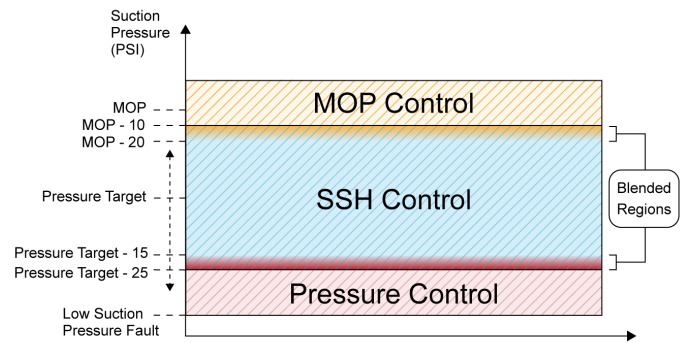 Suction
Pressure
(PSI)
MOP
MOP - 10
MOP - 20
Pressure Target
Pressure Target - 15
Pressure Target - 25
Low Suction
Pressure Fault
MOP Control
SSH Control
Pressure Control
Blended
Regions